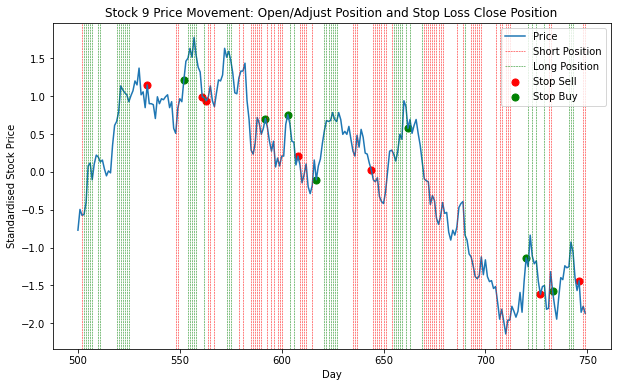 Stock 9 Price Movement: Open/Adjust Position and Stop Loss Close Position
Price
Short Position
Long Position
Stop Sell
Stop Buy
Standardised Stock Price
1.5
1.0
0.5
0.0
−0.5
−1.0
−1.5
−2.0
500
550
600
650
700
750
Day